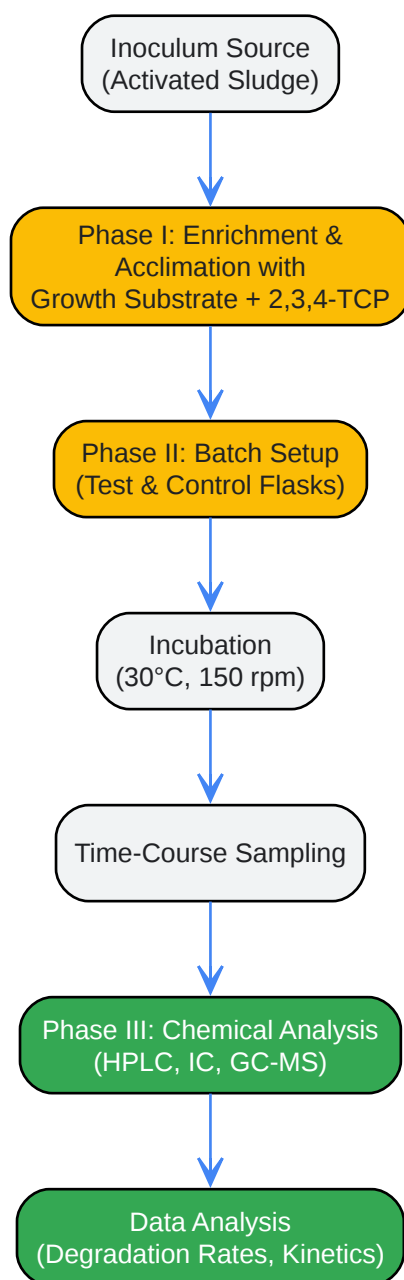 Inoculum Source
(Activated Sludge)
Phase I: Enrichment &
Acclimation with
Growth Substrate + 2,3,4-TCP
Phase II: Batch Setup
(Test & Control Flasks)
Incubation
(30°C, 150 rpm)
Time-Course Sampling
Phase III: Chemical Analysis
(HPLC, IC, GC-MS)
Data Analysis
(Degradation Rates, Kinetics)